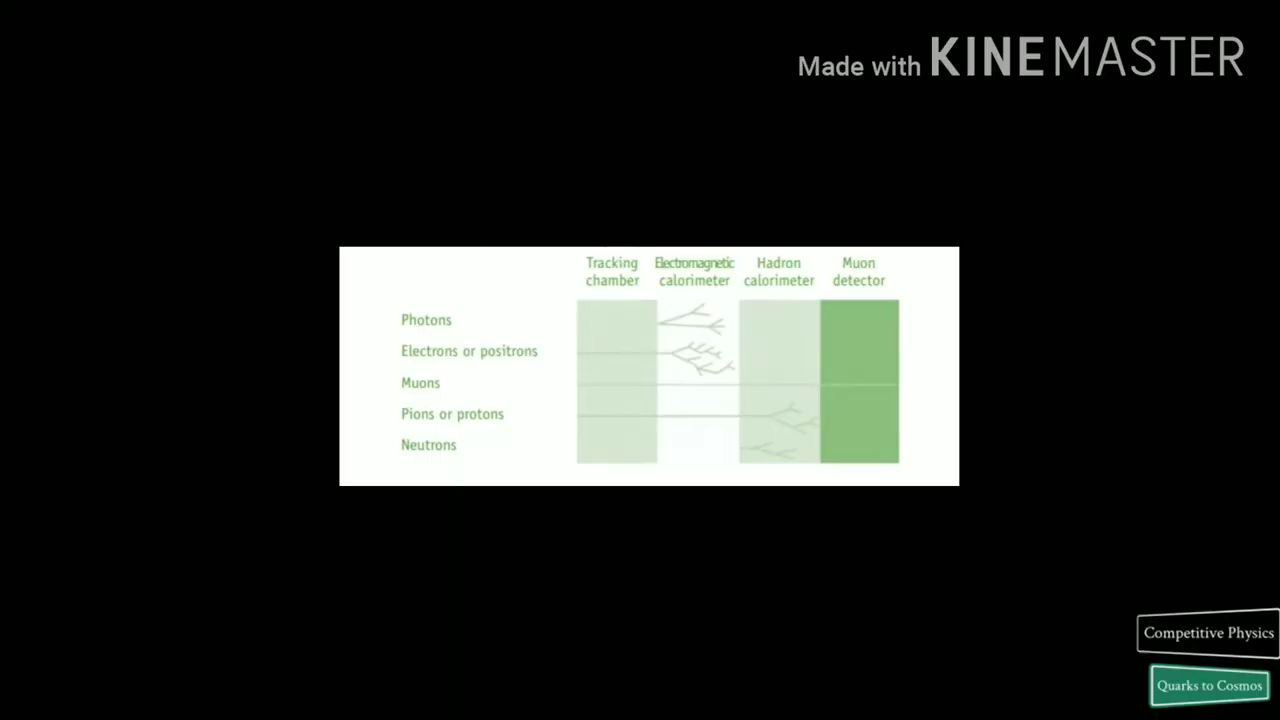 Made with KINEMASTER
Tracking chamber
Electromagnetic calorimeter
Hadron calorimeter
Muon detector
Photons
Electrons or positrons
Muons
Pions or protons
Neutrons
Competitive Physics
Quarks to Cosmos